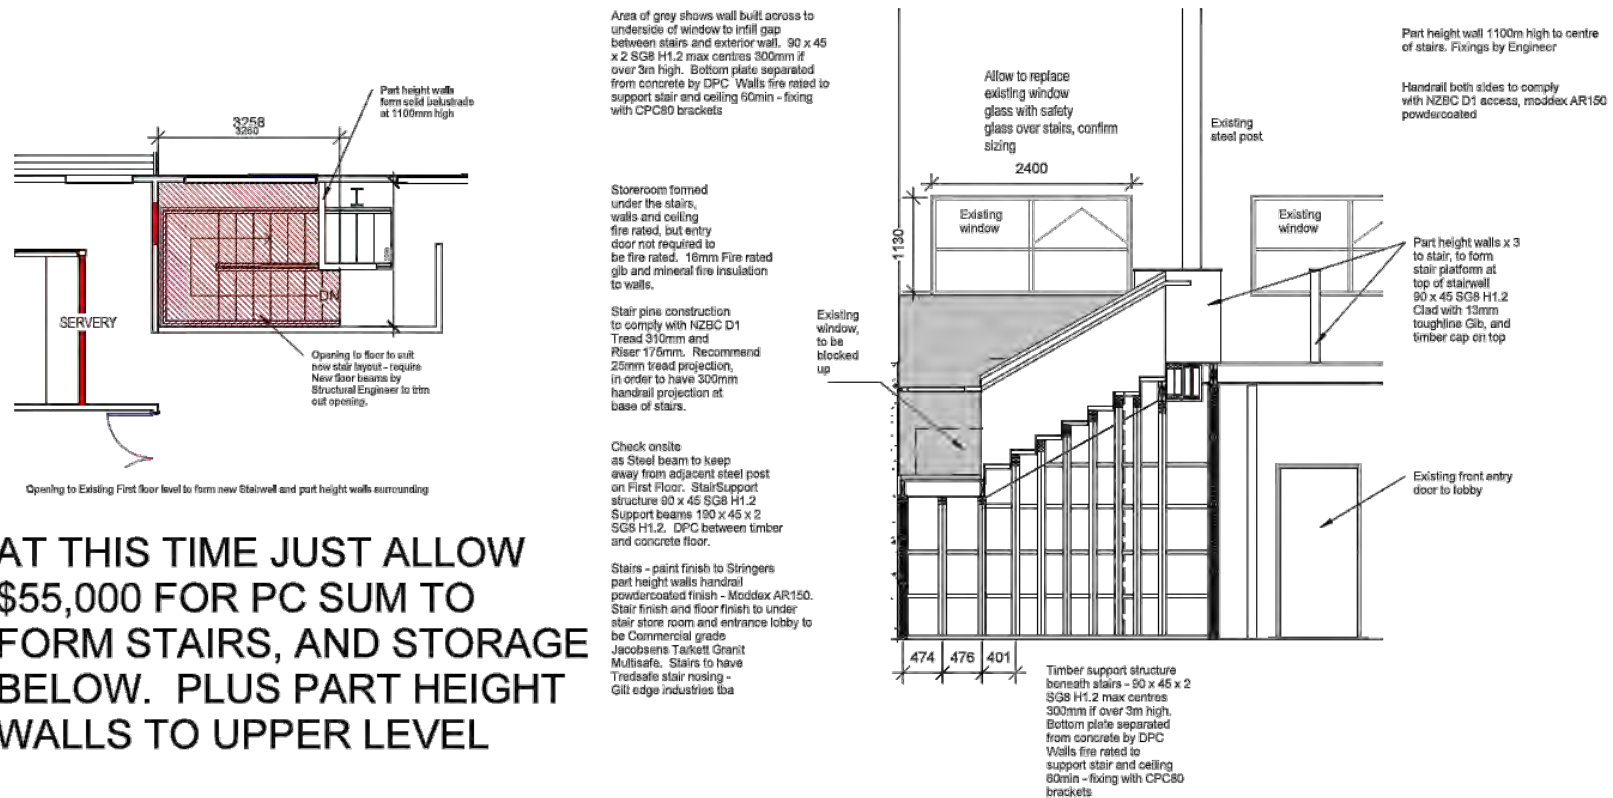 Area of grey shows wall built across to
underside of window to infill gap
between stairs and exterior wall. 90 x 45
x 2 SG8 H1.2 max centres 300mm if
over 3m high. Bottom plate separated
from concrete by DPC Walls fire rated to
support stair and ceiling 60min - fixing
with CPC80 brackets
Part height wall 1100m high to centre
of stairs. Fixings by Engineer
Handrail both sides to comply
with NZBC D1 access, moddex AR150
powdercoated
Allow to replace
existing window
glass with safety
glass over stairs, confirm
sizing
Existing
steel post
2400
1130
Existing
window
Existing
window
Part height walls
form solid balustrade
at 1100mm high
3258
3260
DN
SERVERY
Opening to floor to suit
new stair layout - require
New floor beams by
Structural Engineer to trim
out opening.
Opening to Existing First floor level to form new Stairwell and part height walls surrounding
Storeroom formed
under the stairs,
walls and ceiling
fire rated, but entry
door not required to
be fire rated. 16mm Fire rated
gib and mineral fire insulation
to walls.
Stair pine construction
to comply with NZBC D1
Tread 310mm and
Riser 175mm. Recommend
25mm tread projection,
in order to have 300mm
handrail projection at
base of stairs.
Existing
window,
to be
blocked
up
Part height walls x 3
to stair, to form
stair platform at
top of stairwell
90 x 45 SG8 H1.2
Clad with 13mm
toughline Gib, and
timber cap on top
Check onsite
as Steel beam to keep
away from adjacent steel post
on First Floor. StairSupport
structure 90 x 45 SG8 H1.2
Support beams 190 x 45 x 2
SG8 H1.2. DPC between timber
and concrete floor.
Existing front entry
door to lobby
Stairs - paint finish to Stringers
part height walls handrail
powdercoated finish - Moddex AR150.
Stair finish and floor finish to under
stair store room and entrance lobby to
be Commercial grade
Jacobsens Tarkett Granit
Multisafe. Stairs to have
Tredsafe stair nosing -
Gilt edge industries tba
474 476 401
Timber support structure
beneath stairs - 90 x 45 x 2
SG8 H1.2 max centres
300mm if over 3m high.
Bottom plate separated
from concrete by DPC
Walls fire rated to
support stair and ceiling
60min - fixing with CPC80
brackets
AT THIS TIME JUST ALLOW
$55,000 FOR PC SUM TO
FORM STAIRS, AND STORAGE
BELOW. PLUS PART HEIGHT
WALLS TO UPPER LEVEL